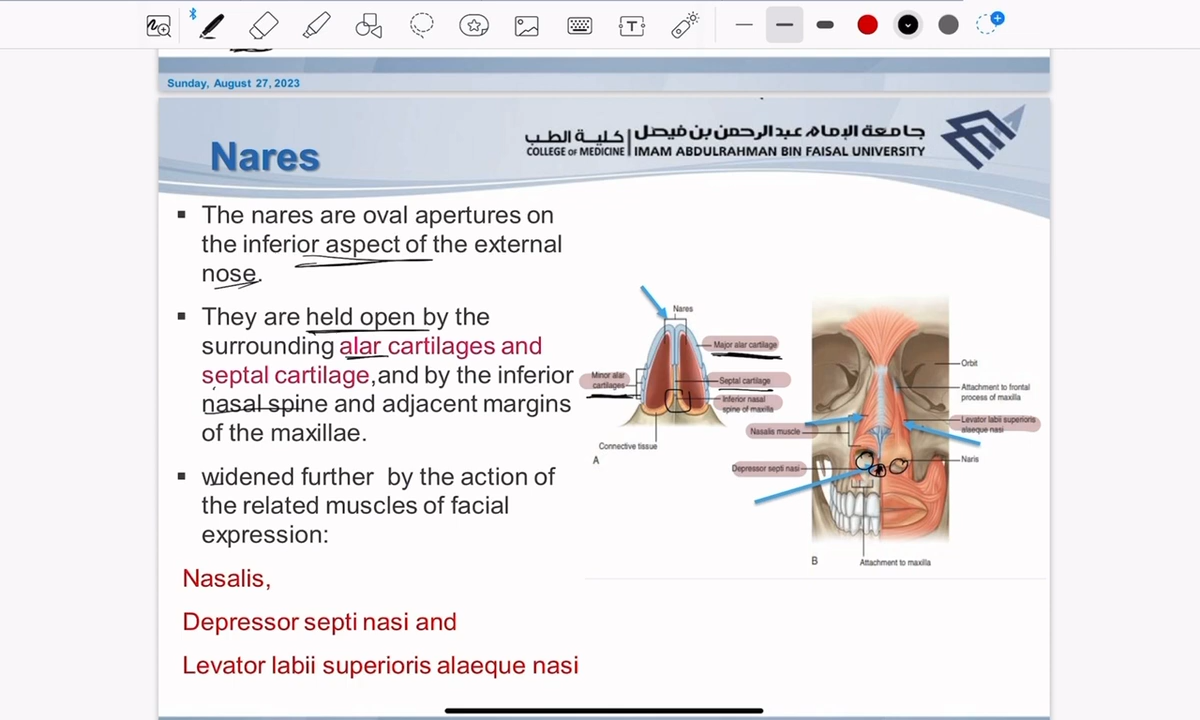 Sunday, August 27, 2023
Nares
كلية الطب | جامعة الإمام عبدالرحمن بن فيصل
COLLEGE OF MEDICINE | IMAM ABDULRAHMAN BIN FAISAL UNIVERSITY
▪ The nares are oval apertures on
the inferior aspect of the external
nose.
▪ They are held open by the
surrounding alar cartilages and
septal cartilage,and by the inferior
nasal spine and adjacent margins
of the maxillae.
▪ widened further by the action of
the related muscles of facial
expression:
Nasalis,
Depressor septi nasi and
Levator labii superioris alaeque nasi
Nares
Major alar cartilage
Minor alar
cartilages
Septal cartilage
Inferior nasal
spine of maxilla
Connective tissue
A
Orbit
Attachment to frontal
process of maxilla
Levator labii superioris
alaeque nasi
Nasalis muscle
Naris
Depressor septi nasi
B
Attachment to maxilla
T